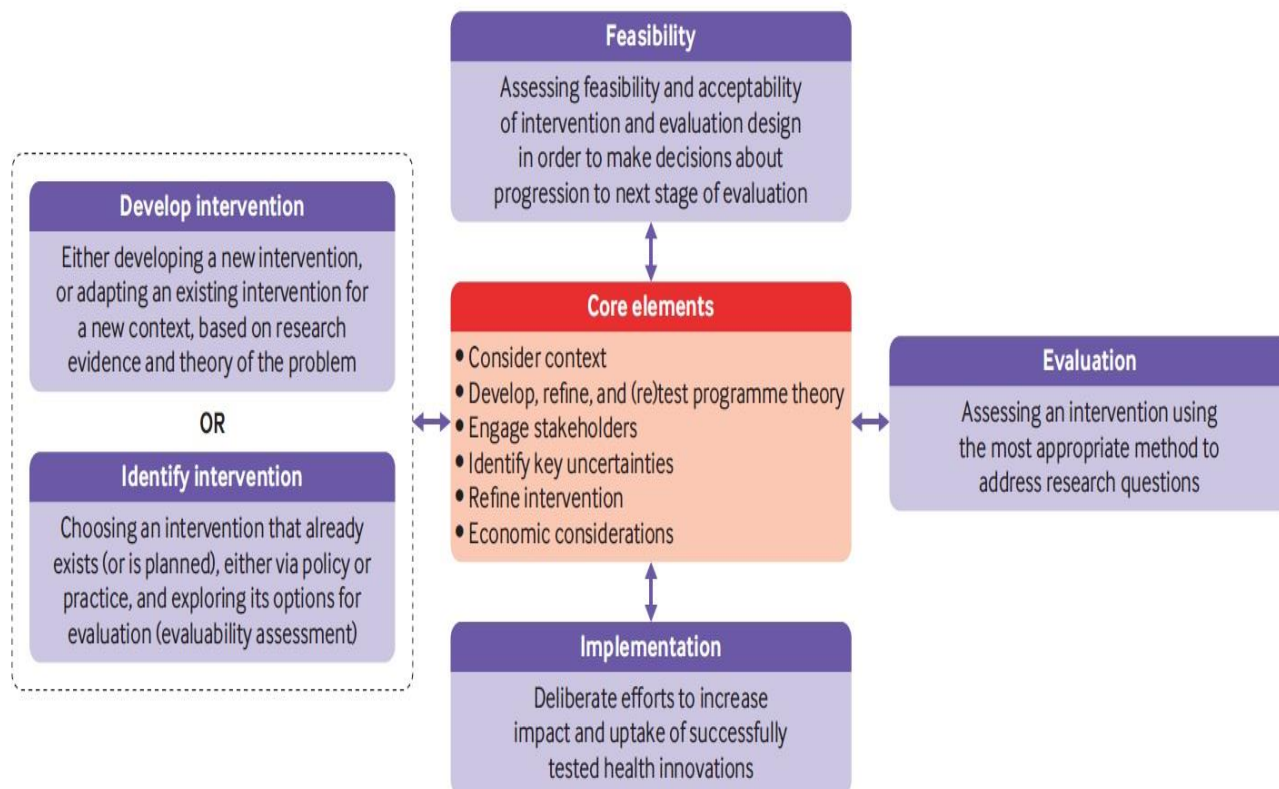 Feasibility
Assessing feasibility and acceptability
of intervention and evaluation design
in order to make decisions about
progression to next stage of evaluation
Develop intervention
Either developing a new intervention,
or adapting an existing intervention for
a new context, based on research
evidence and theory of the problem
OR
Identify intervention
Choosing an intervention that already
exists (or is planned), either via policy or
practice, and exploring its options for
evaluation (evaluability assessment)
Core elements
• Consider context
• Develop, refine, and (re)test programme theory
• Engage stakeholders
• Identify key uncertainties
• Refine intervention
• Economic considerations
Evaluation
Assessing an intervention using
the most appropriate method to
address research questions
Implementation
Deliberate efforts to increase
impact and uptake of successfully
tested health innovations